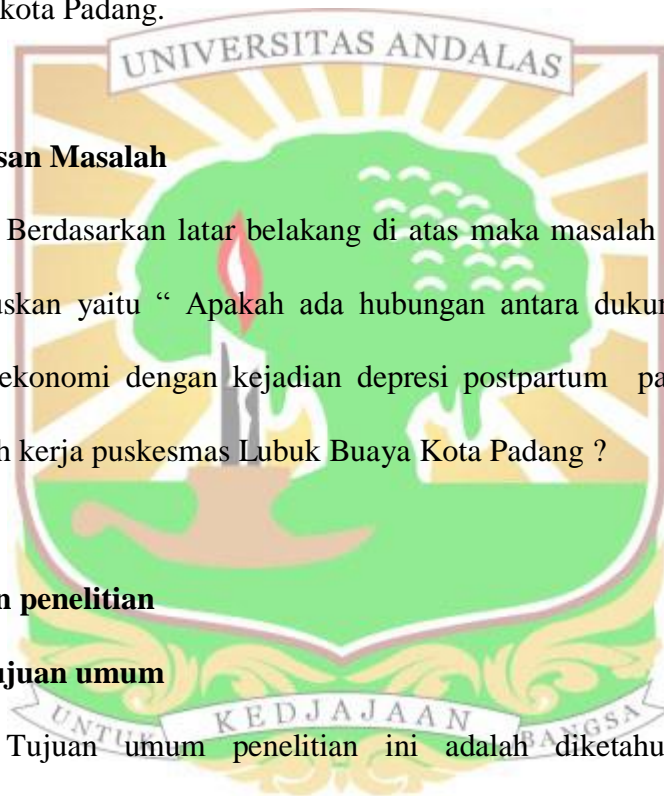 kota Padang.
UNIVERSITAS ANDALAS
san Masalah
Berdasarkan latar belakang di atas maka masalah
uskan yaitu “ Apakah ada hubungan antara dukun
ekonomi dengan kejadian depresi postpartum pa
h kerja puskesmas Lubuk Buaya Kota Padang ?
n penelitian
ujuan umum
UNTUK KEDJAJAAN BANGSA
Tujuan umum penelitian ini adalah diketahu